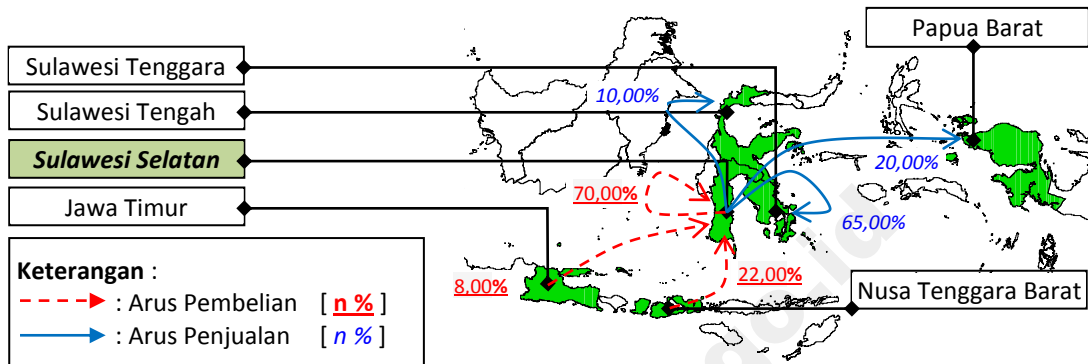 Papua Barat
Sulawesi Tenggara
Sulawesi Tengah
Sulawesi Selatan
Jawa Timur
10,00%
20,00%
70,00%
65,00%
8,00%
22,00%
Nusa Tenggara Barat
Keterangan :
: Arus Pembelian [ n % ]
: Arus Penjualan [ n % ]